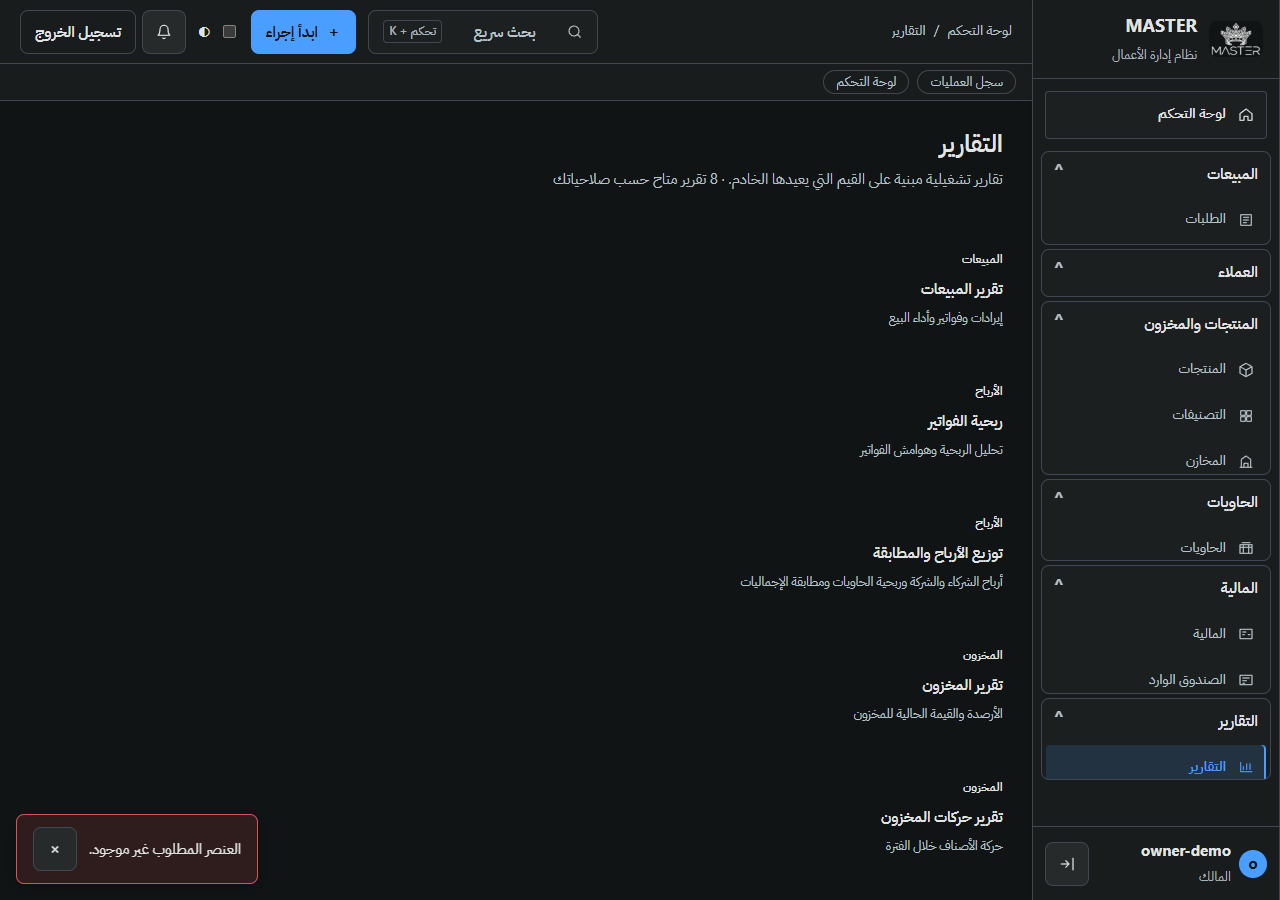 MASTER
نظام إدارة الأعمال
MASTER
لوحة التحكم
المبيعات
الطلبات
العملاء
المنتجات والمخزون
المنتجات
التصنيفات
المخازن
الحاويات
الحاويات
المالية
المالية
الصندوق الوارد
التقارير
التقارير
owner-demo
المالك
o
لوحة التحكم / التقارير
بحث سريع
تحكم + K
+ ابدأ إجراء
تسجيل الخروج
سجل العمليات
لوحة التحكم
التقارير
تقارير تشغيلية مبنية على القيم التي يعيدها الخادم. · 8 تقرير متاح حسب صلاحياتك
المبيعات
تقرير المبيعات
إيرادات وفواتير وأداء البيع
الأرباح
ربحية الفواتير
تحليل الربحية وهوامش الفواتير
الأرباح
توزيع الأرباح والمطابقة
أرباح الشركاء والشركة وربحية الحاويات ومطابقة الإجماليات
المخزون
تقرير المخزون
الأرصدة والقيمة الحالية للمخزون
المخزون
تقرير حركات المخزون
حركة الأصناف خلال الفترة
العنصر المطلوب غير موجود.
×